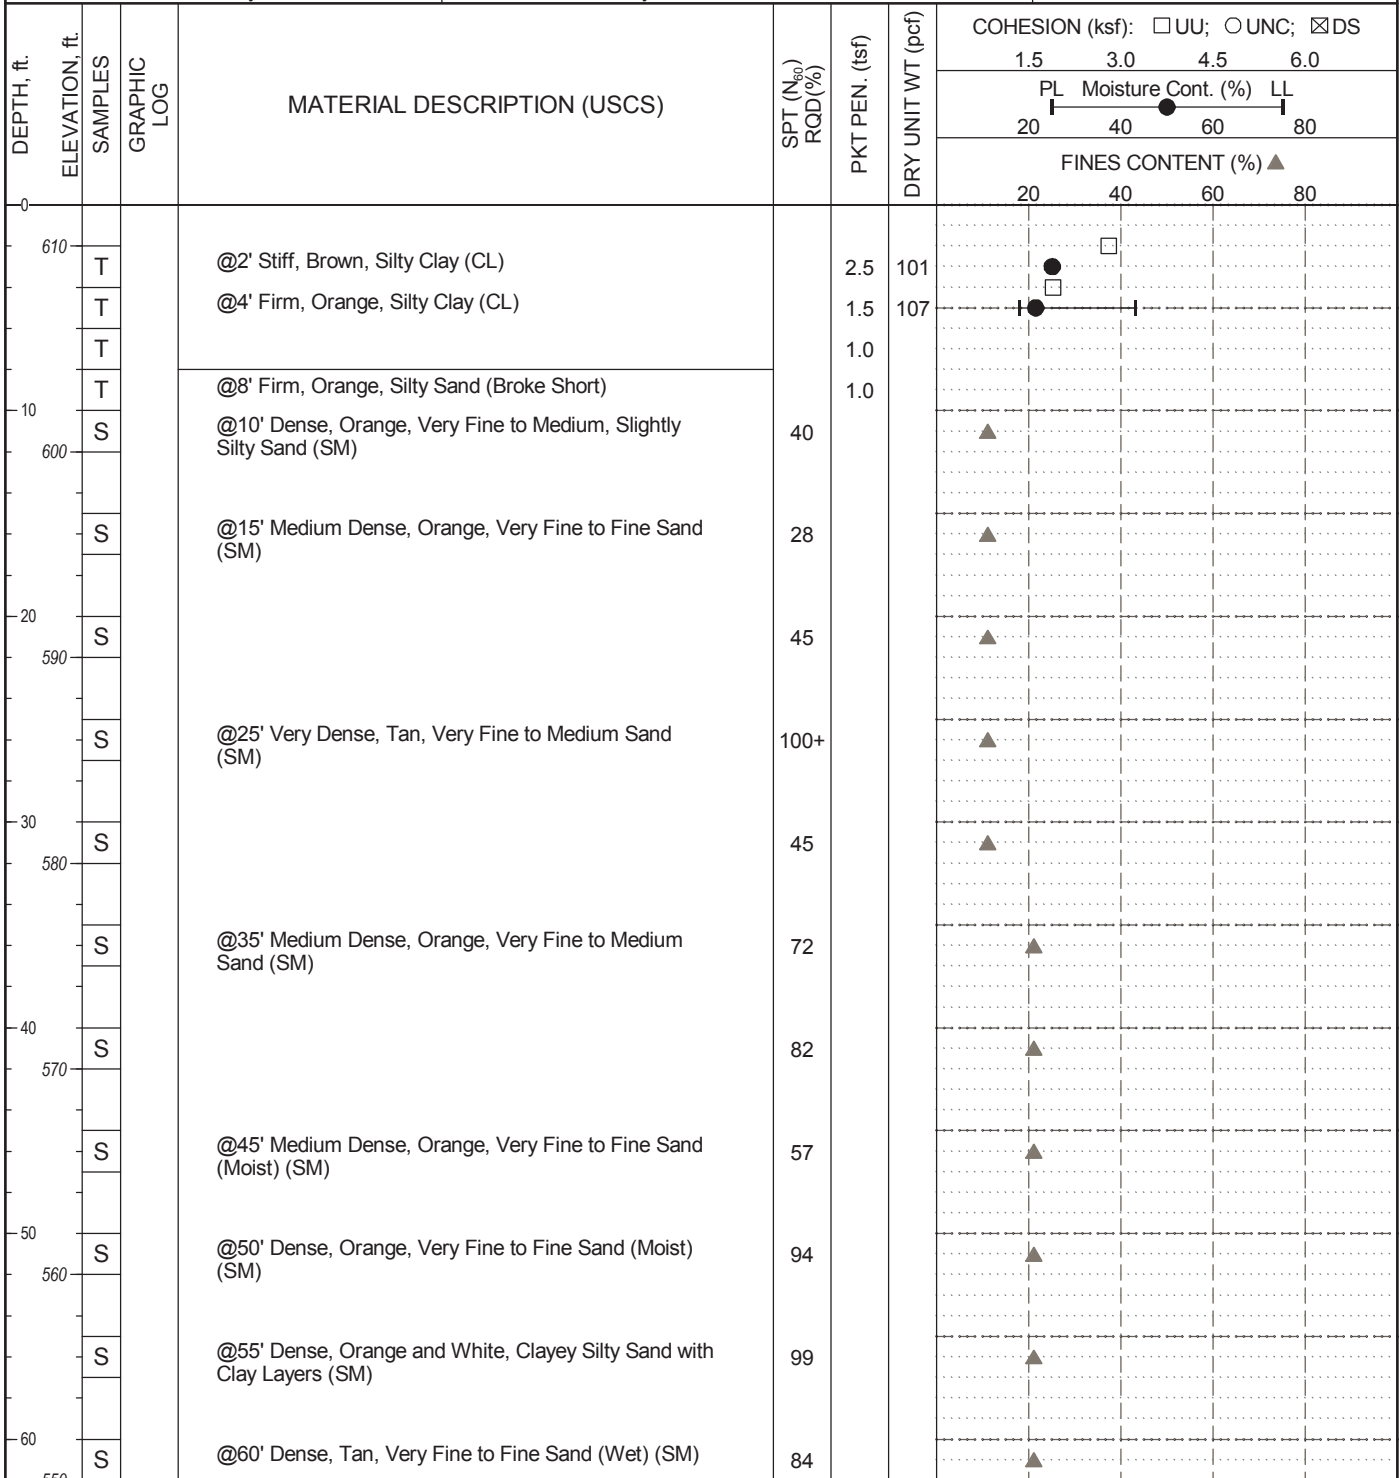 COHESION (ksf): □ UU; ○ UNC; ⊠ DS
1.5 3.0 4.5 6.0
PL Moisture Cont. (%) LL
20 40 60 80
FINES CONTENT (%) ▲
20 40 60 80
DEPTH, ft.
ELEVATION, ft.
SAMPLES
GRAPHIC LOG
MATERIAL DESCRIPTION (USCS)
SPT (N60)
RQD(%)
PKT PEN. (tsf)
DRY UNIT WT (pcf)
0
610
T @2' Stiff, Brown, Silty Clay (CL) 2.5 101
T @4' Firm, Orange, Silty Clay (CL) 1.5 107
T 1.0
T @8' Firm, Orange, Silty Sand (Broke Short) 1.0
10
S @10' Dense, Orange, Very Fine to Medium, Slightly 40
600 Silty Sand (SM)
S @15' Medium Dense, Orange, Very Fine to Fine Sand 28
(SM)
20
S 45
590
S @25' Very Dense, Tan, Very Fine to Medium Sand 100+
(SM)
30
S 45
580
S @35' Medium Dense, Orange, Very Fine to Medium 72
Sand (SM)
40
S 82
570
S @45' Medium Dense, Orange, Very Fine to Fine Sand 57
(Moist) (SM)
50
S @50' Dense, Orange, Very Fine to Fine Sand (Moist) 94
560 (SM)
S @55' Dense, Orange and White, Clayey Silty Sand with 99
Clay Layers (SM)
60
S @60' Dense, Tan, Very Fine to Fine Sand (Wet) (SM) 84